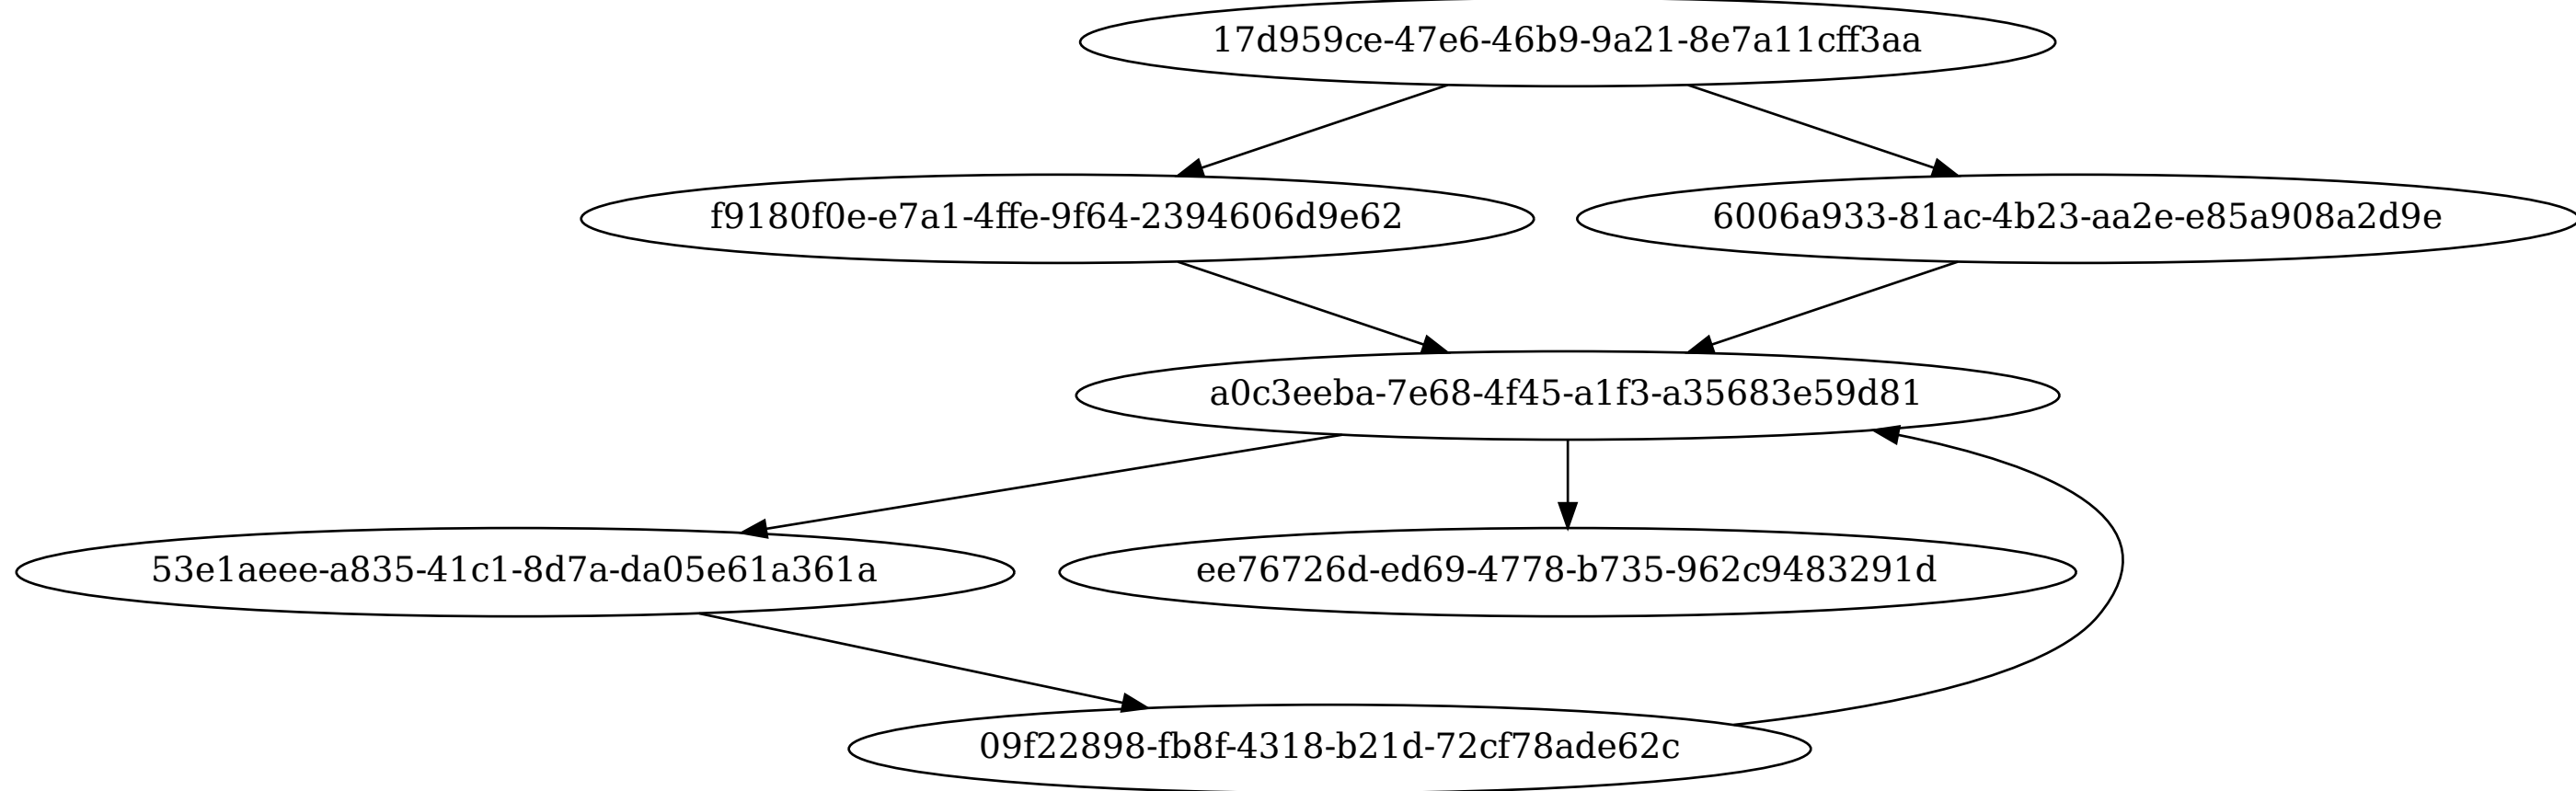 17d959ce-47e6-46b9-9a21-8e7a11cff3aa
f9180f0e-e7a1-4ffe-9f64-2394606d9e62
6006a933-81ac-4b23-aa2e-e85a908a2d9e
a0c3eeba-7e68-4f45-a1f3-a35683e59d81
53e1aeee-a835-41c1-8d7a-da05e61a361a
ee76726d-ed69-4778-b735-962c9483291d
09f22898-fb8f-4318-b21d-72cf78ade62c